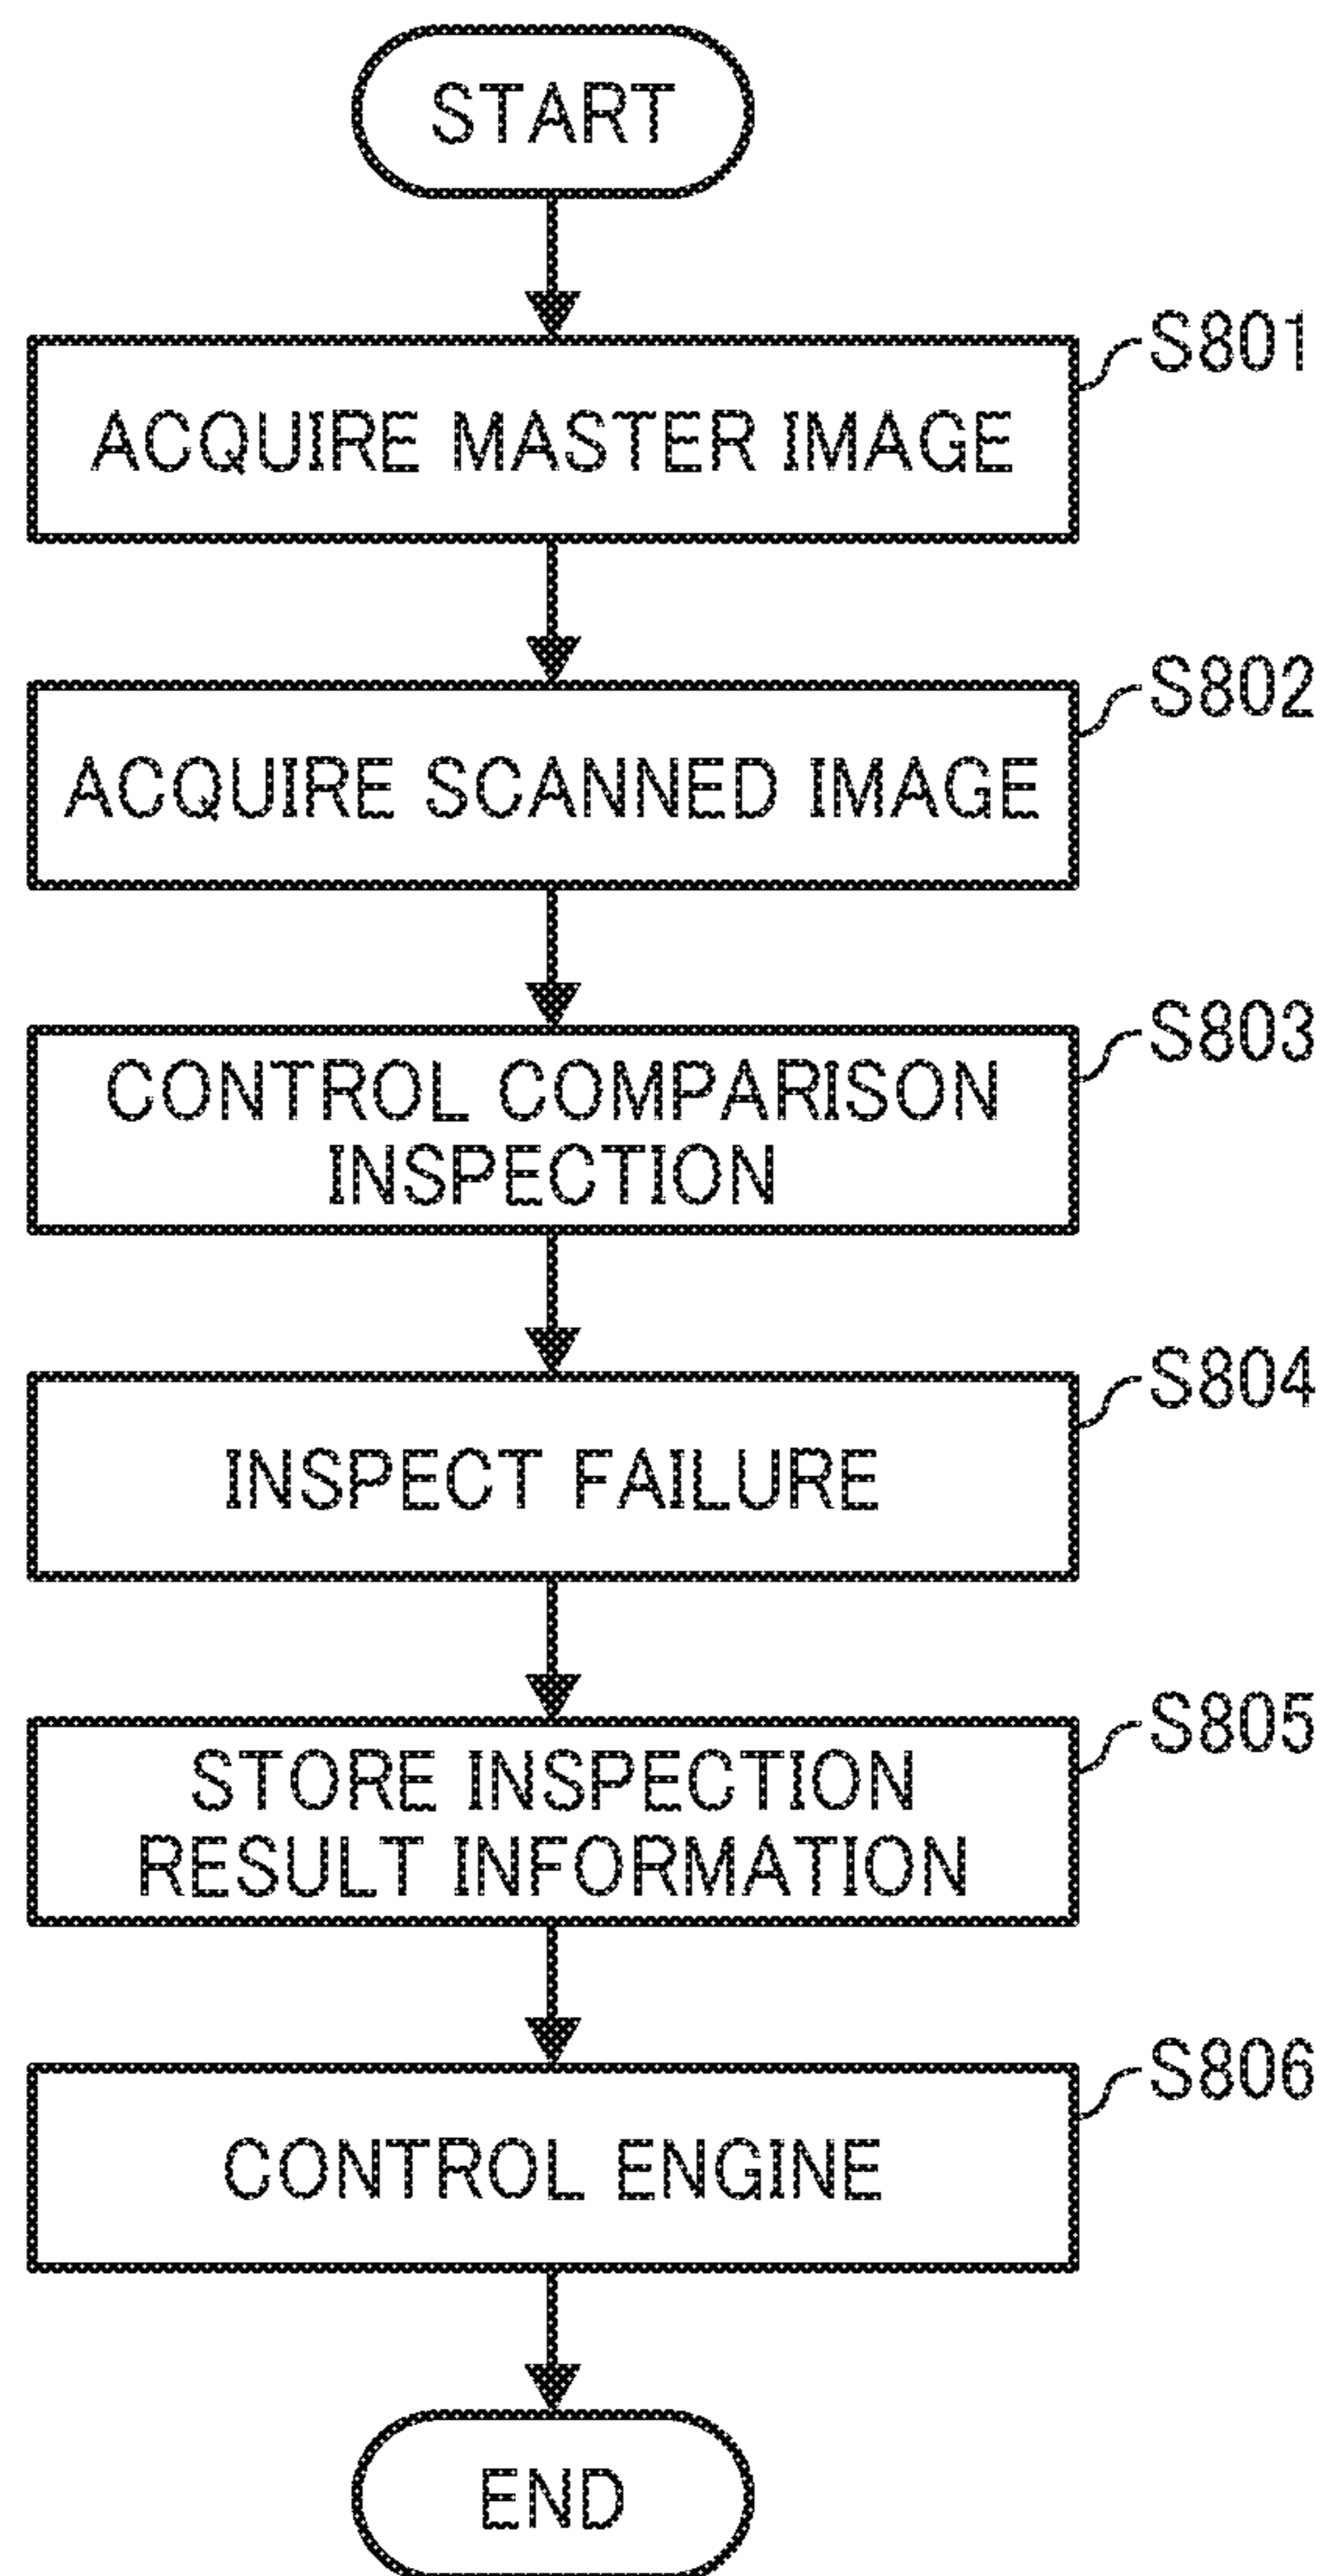 START
S801
ACQUIRE MASTER IMAGE
S802
ACQUIRE SCANNED IMAGE
S803
CONTROL COMPARISON
INSPECTION
S804
INSPECT FAILURE
S805
STORE INSPECTION
RESULT INFORMATION
S806
CONTROL ENGINE
END